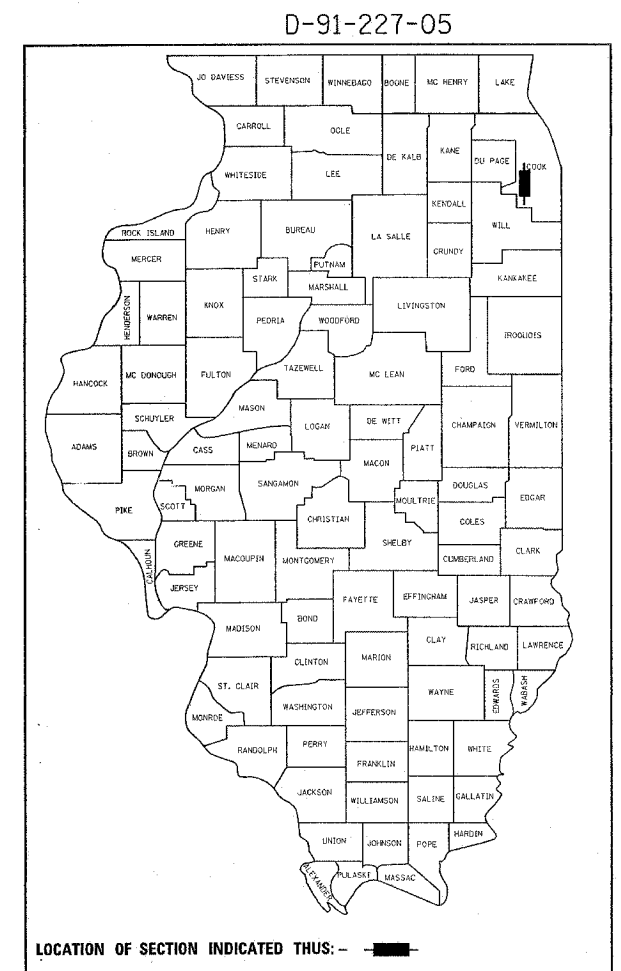 D-91-227-05
JO DAVIESS STEVENSON WINNEBAGO BOONE MC HENRY LAKE
CARROLL OGLE
DE KALB KANE DU PAGE COOK
WHITESIDE LEE
KENDALL
WILL
ROCK ISLAND HENRY BUREAU LA SALLE GRUNDY
MERCER PUTNAM
STARK MARSHALL KANKAKEE
HENDERSON WARREN KNOX PEORIA WOODFORD LIVINGSTON
IROQUOIS
HANCOCK MC DONOUGH FULTON TAZEWELL MC LEAN FORD
MASON
SCHUYLER LOGAN DE WITT CHAMPAIGN VERMILION
ADAMS BROWN CASS MENARD MACON PIATT
SANGAMON DOUGLAS
PIKE SCOTT MORGAN CHRISTIAN MOULTRIE EDGAR
COLES
GREENE SHELBY
CALHOUN MACOUPIN MONTGOMERY CUMBERLAND CLARK
JERSEY
FAYETTE EFFINGHAM JASPER CRAWFORD
MADISON BOND
CLAY RICHLAND LAWRENCE
CLINTON MARION
ST. CLAIR WAYNE EDWARDS WABASH
WASHINGTON JEFFERSON
MONROE
RANDOLPH PERRY HAMILTON WHITE
FRANKLIN
JACKSON WILLIAMSON SALINE GALLATIN
UNION JOHNSON POPE HARDIN
ALEXANDER PULASKI MASSAC
LOCATION OF SECTION INDICATED THUS: -